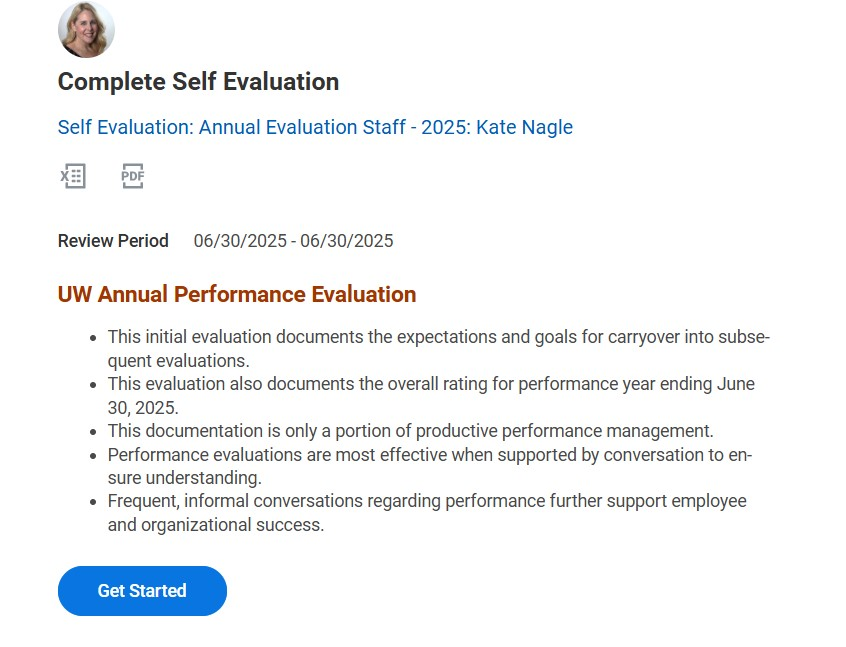 Complete Self Evaluation
Self Evaluation: Annual Evaluation Staff - 2025: Kate Nagle
X PDF
Review Period 06/30/2025 - 06/30/2025
UW Annual Performance Evaluation
• This initial evaluation documents the expectations and goals for carryover into subse-
quent evaluations.
• This evaluation also documents the overall rating for performance year ending June
30, 2025.
• This documentation is only a portion of productive performance management.
• Performance evaluations are most effective when supported by conversation to en-
sure understanding.
• Frequent, informal conversations regarding performance further support employee
and organizational success.
Get Started